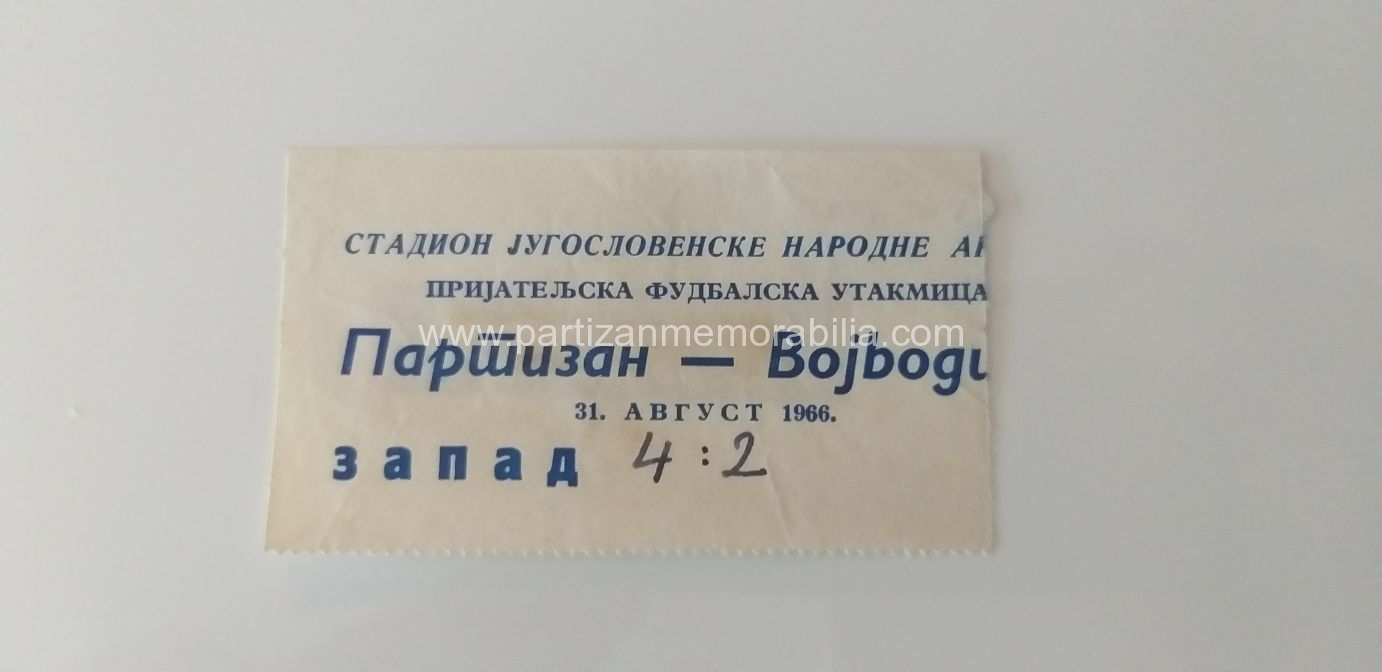 СТАДИОН ЈУГОСЛОВЕНСКЕ НАРОДНЕ
ПРИЈАТЕЉСКА ФУДБАЛСКА УТАКМИЦА
www.partizanmemorabilia.com
Партизан — Војводи
31. АВГУСТ 1966.
запад 4:2